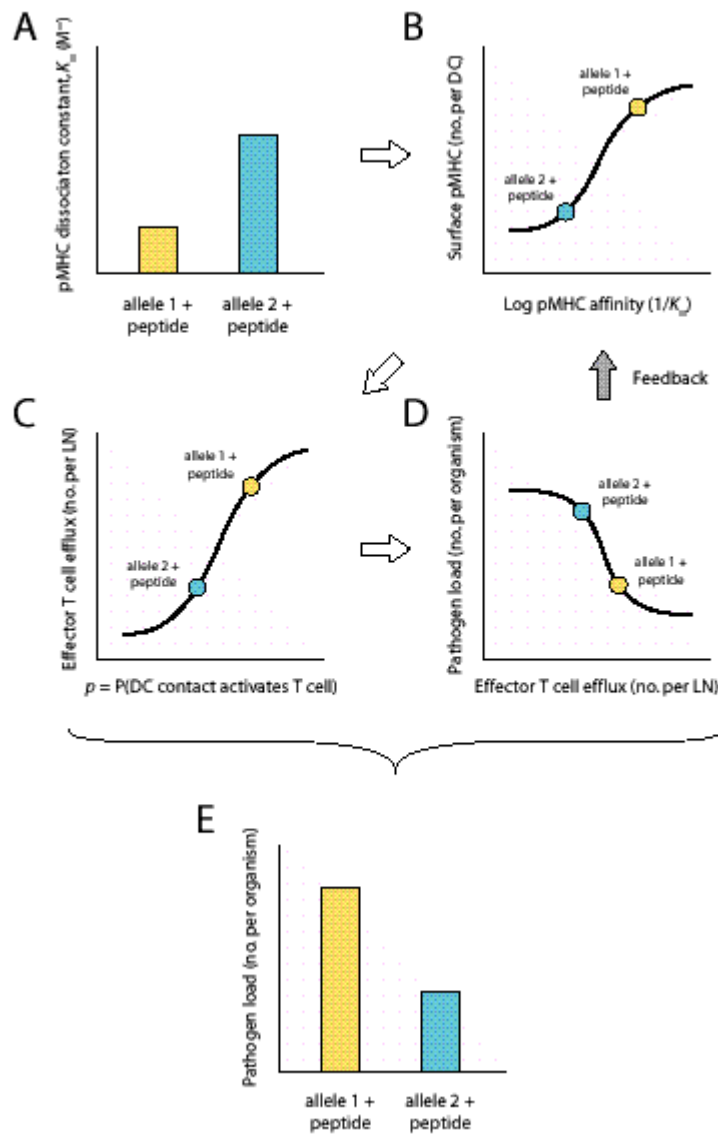 A
pMHC dissociaton constant, K (M
allele 1 +
peptide
allele 2 +
peptide
B
Surface pMHC (no. per DC)
allele 1 +
peptide
allele 2 +
peptide
Log pMHC affinity (1/K)
C
Effector T cell efflux (no. per LN)
allele 1 +
peptide
allele 2 +
peptide
p = P(DC contact activates T cell)
Feedback
D
Pathogen load (no. per organism)
allele 2 +
peptide
allele 1 +
peptide
Effector T cell efflux (no. per LN)
E
Pathogen load (no. per organism)
allele 1 +
peptide
allele 2 +
peptide